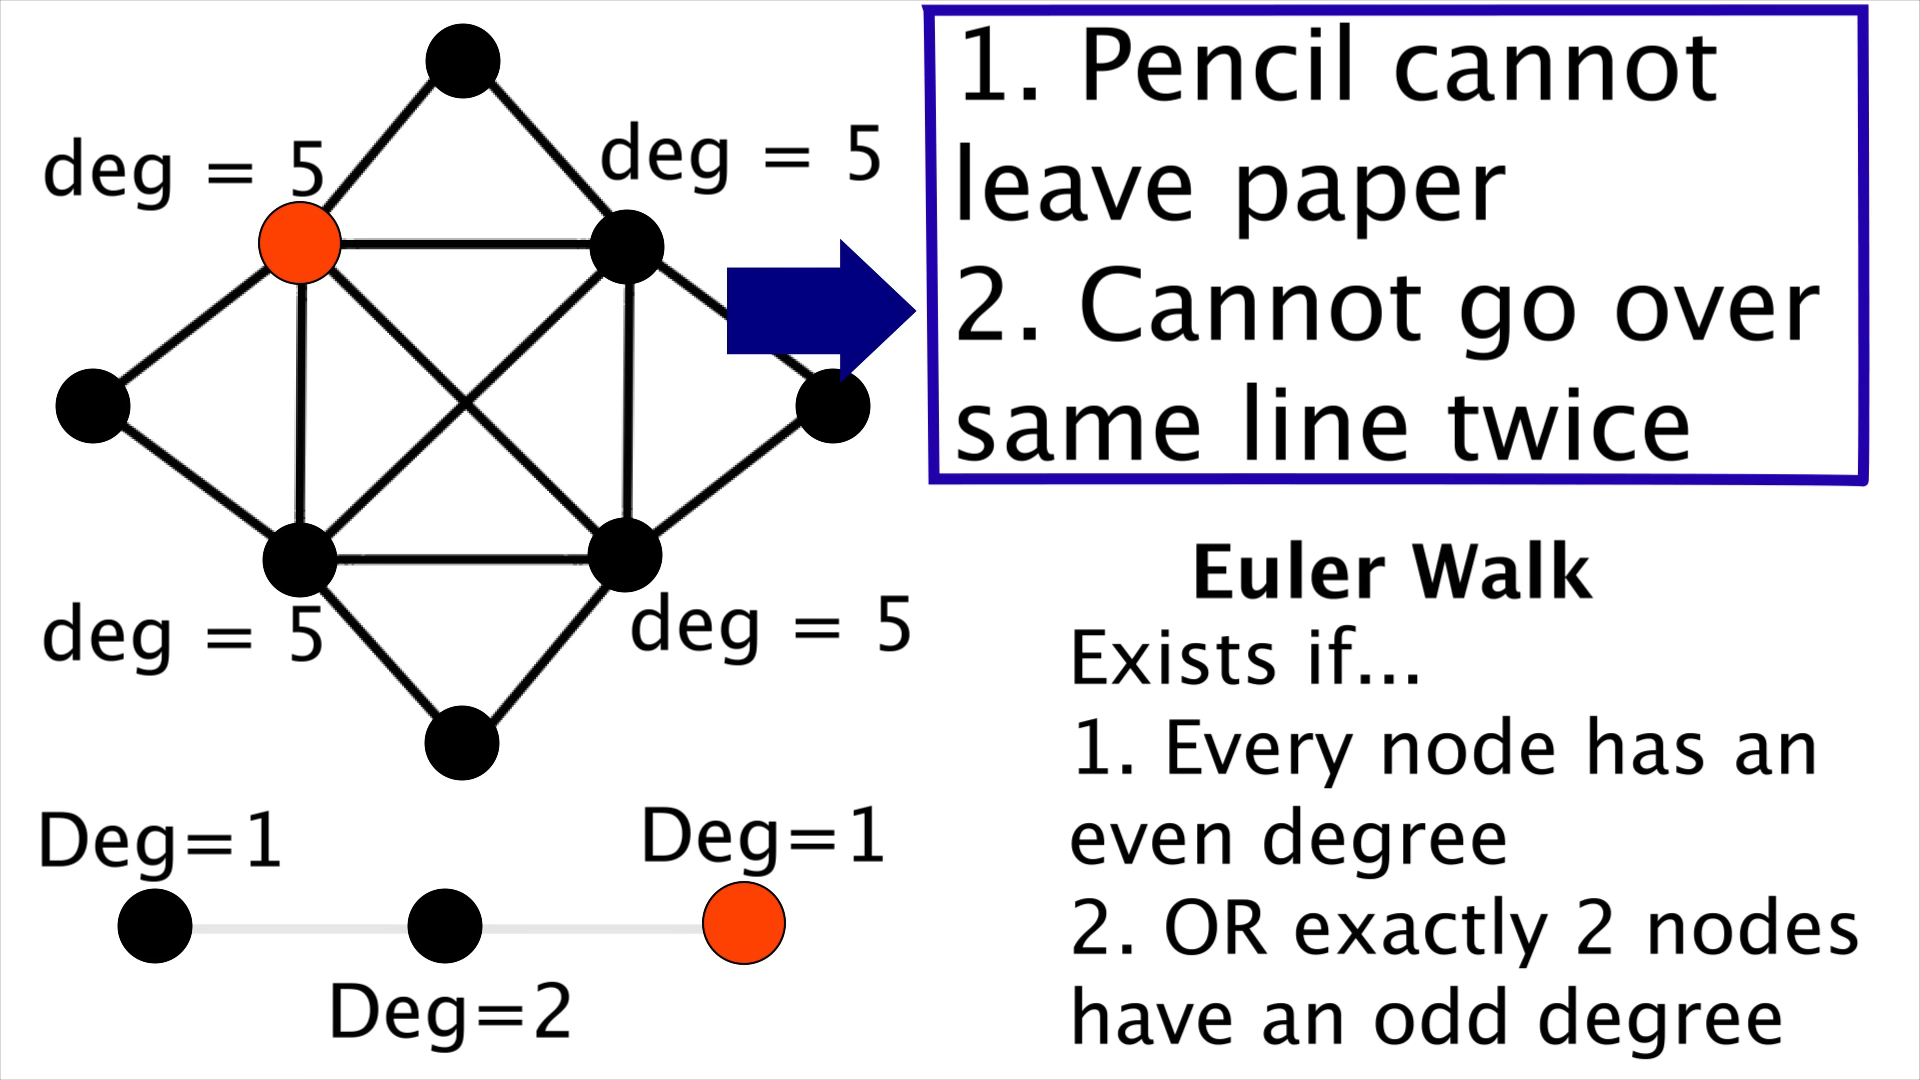 deg = 5
deg = 5
deg = 5
deg = 5
Deg=1
Deg=1
Deg=2
1. Pencil cannot
leave paper
2. Cannot go over
same line twice
Euler Walk
Exists if...
1. Every node has an
even degree
2. OR exactly 2 nodes
have an odd degree